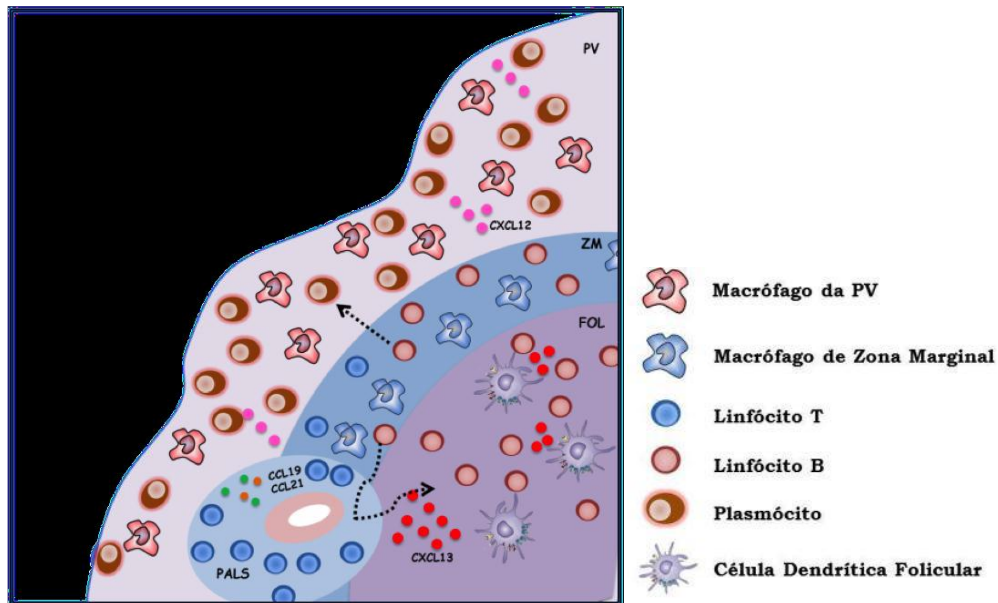 PV
CXCL12
ZM
FOL
CCL19
CCL21
PALS
CXCL13
Macrófago da PV
Macrófago de Zona Marginal
Linfócito T
Linfócito B
Plasmócito
Célula Dendrítica Folicular